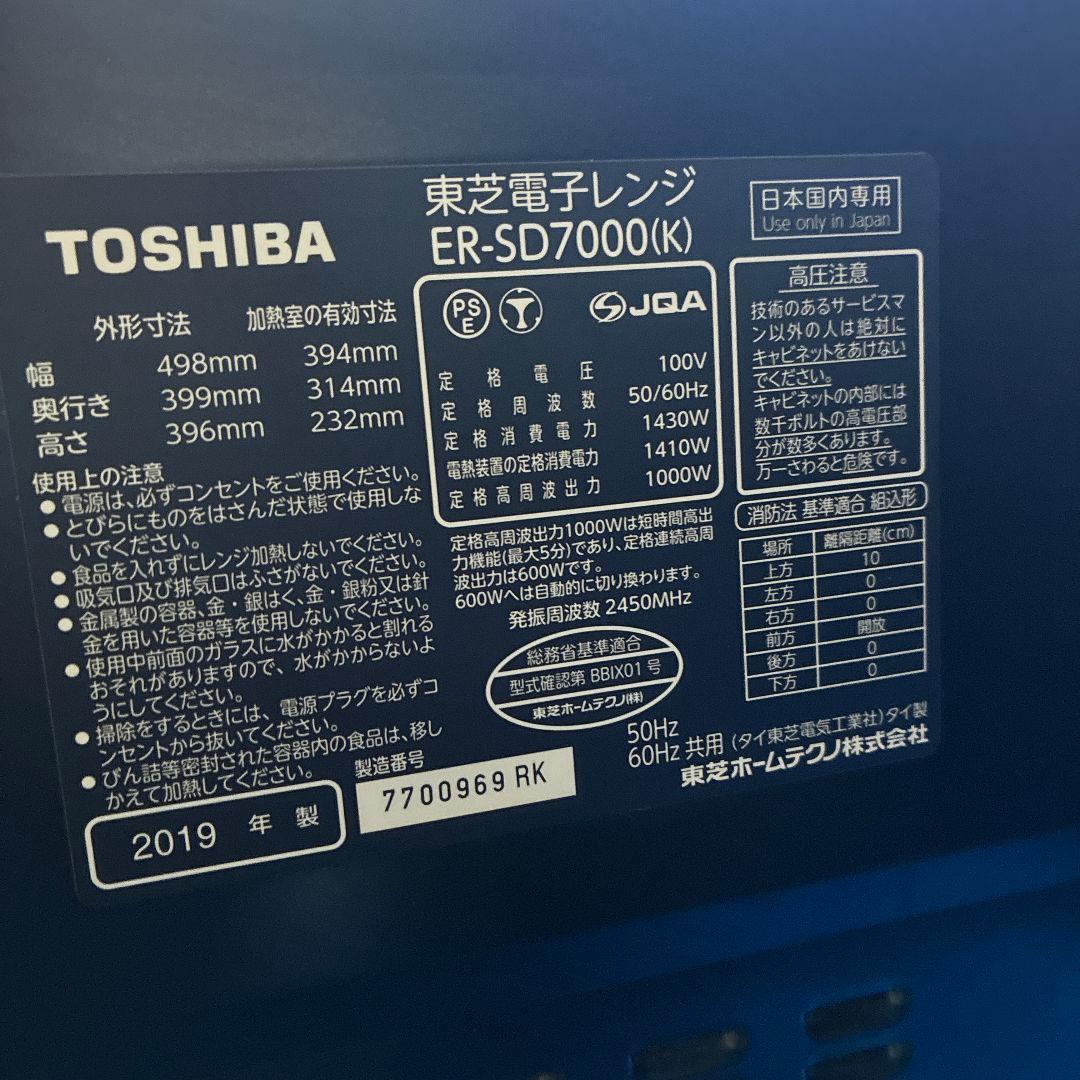 TOSHIBA
東芝電子レンジ
ER-SD7000(K)
日本国内専用
Use only in Japan
外形寸法 加熱室の有効寸法
幅 498mm 394mm
奥行き 399mm 314mm
高さ 396mm 232mm
使用上の注意
● 電源は、必ずコンセントをご使用ください。
● とびらにものをはさんだ状態で使用しな
いでください。
● 食品を入れずにレンジ加熱しないでください。
● 吸気口及び排気口はふさがないでください。
● 金属製の容器、金・銀はく、金・銀粉又は針
金を用いた容器等を使用しないでください。
● 使用中前面のガラスに水がかかると割れる
おそれがありますので、水がかからないよ
うにしてください。
● 掃除をするときには、電源プラグを必ずコ
ンセントから抜いてください。
● びん詰等密封された容器内の食品は、移し
かえて加熱してください。
2019 年 製
PS
E
JQA
定格電圧 100V
定格周波数 50/60Hz
定格消費電力 1430W
電熱装置の定格消費電力 1410W
定格高周波出力 1000W
定格高周波出力1000Wは短時間高出
力機能(最大5分)であり、定格連続高周
波出力は600Wです。
600Wへは自動的に切り換わります。
発振周波数 2450MHz
総務省基準適合
型式確認第 BBIX01 号
東芝ホームテクノ(株)
製造番号
7700969 RK
高圧注意
技術のあるサービスマ
ン以外の人は絶対に
キャビネットをあけない
でください。
キャビネットの内部には
数千ボルトの高電圧部
分が数多くあります。
万一さわると危険です。
消防法 基準適合 組込形
場所 離隔距離(cm)
上方 10
左方 0
右方 0
前方 開放
後方 0
下方 0
50Hz
60Hz 共用 (タイ東芝電気工業社)タイ製
東芝ホームテクノ株式会社